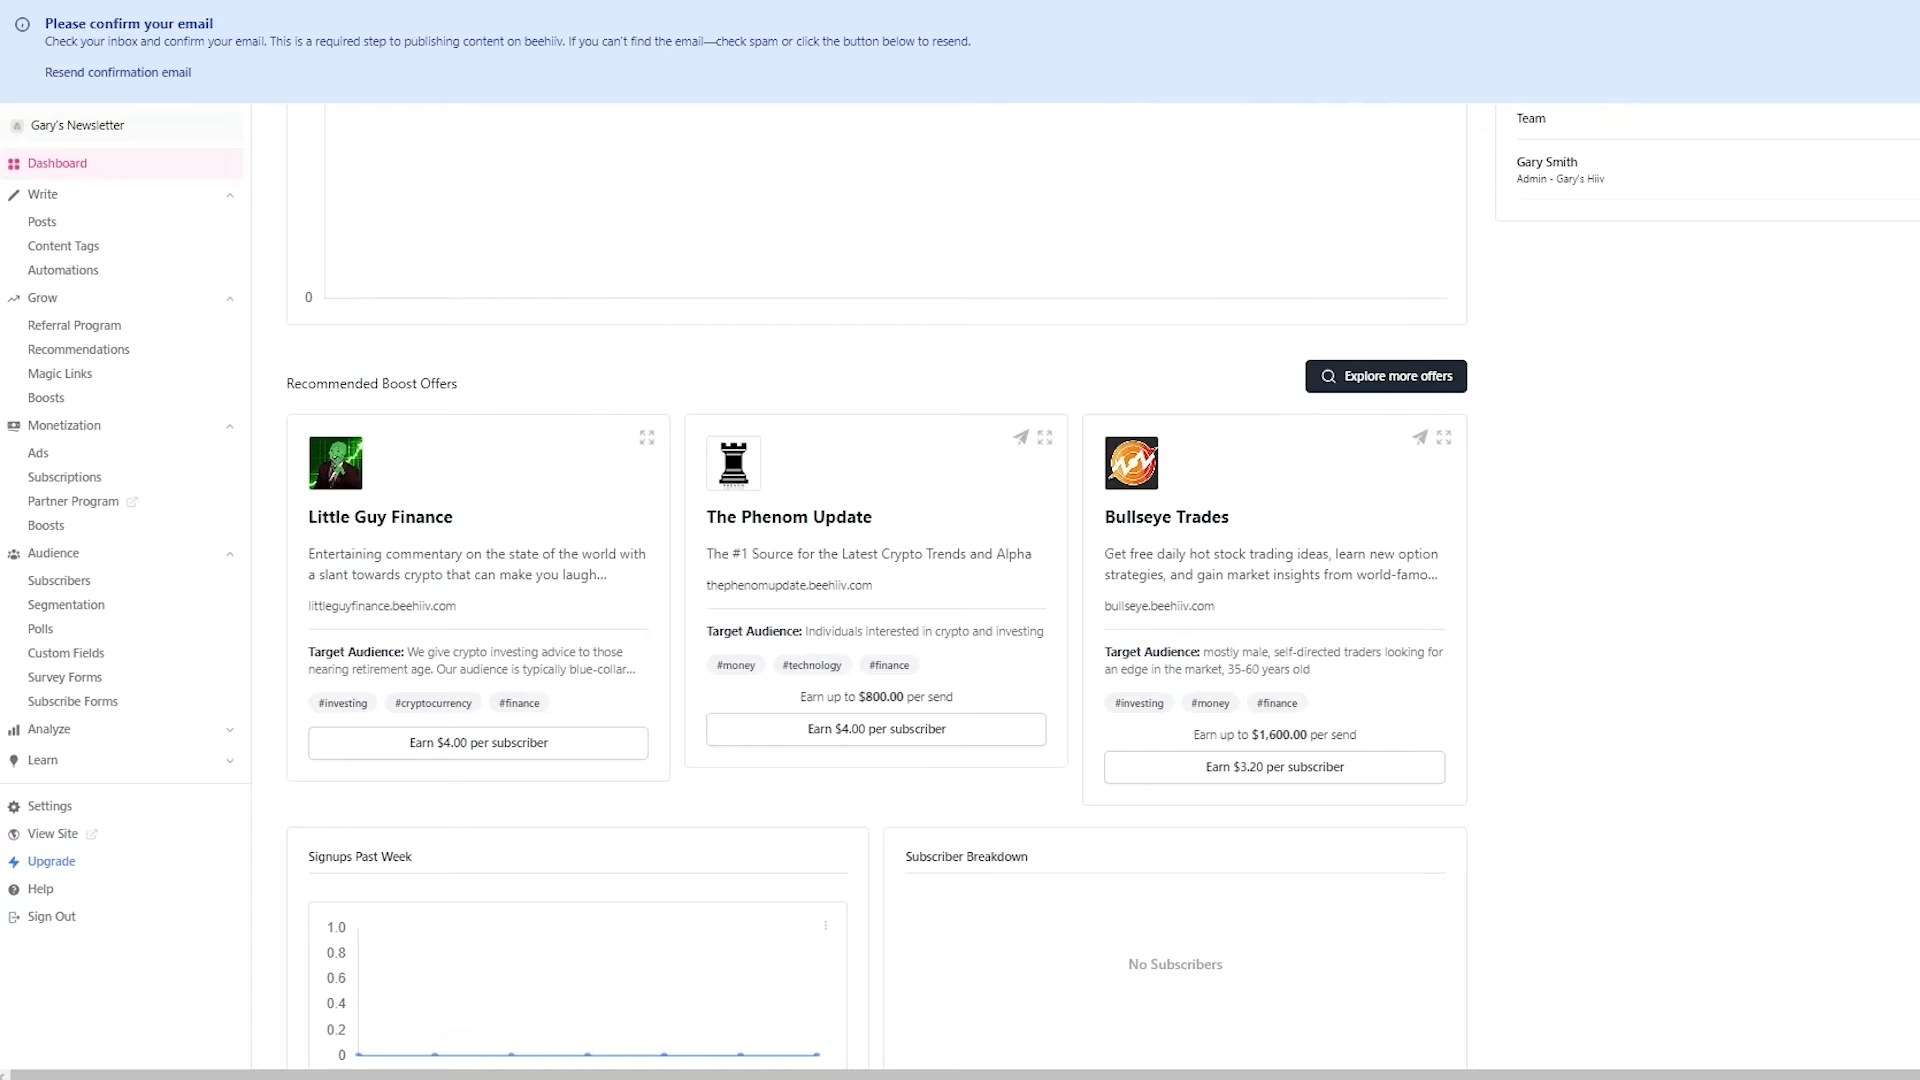 Please confirm your email
Check your inbox and confirm your email. This is a required step to publishing content on beehiiv. If you can't find the email—check spam or click the button below to resend.
Resend confirmation email
Gary's Newsletter
Dashboard
Write
Posts
Content Tags
Automations
Grow
Referral Program
Recommendations
Magic Links
Boosts
Monetization
Ads
Subscriptions
Partner Program
Boosts
Audience
Subscribers
Segmentation
Polls
Custom Fields
Survey Forms
Subscribe Forms
Analyze
Learn
Settings
View Site
Upgrade
Help
Sign Out
0
Team
Gary Smith
Admin - Gary's Hiiv
Recommended Boost Offers
Explore more offers
Little Guy Finance
Entertaining commentary on the state of the world with
a slant towards crypto that can make you laugh...
littleguyfinance.beehiiv.com
Target Audience: We give crypto investing advice to those
nearing retirement age. Our audience is typically blue-collar...
#investing #cryptocurrency #finance
Earn $4.00 per subscriber
The Phenom Update
The #1 Source for the Latest Crypto Trends and Alpha
thephenomupdate.beehiiv.com
Target Audience: Individuals interested in crypto and investing
#money #technology #finance
Earn up to $800.00 per send
Earn $4.00 per subscriber
Bullseye Trades
Get free daily hot stock trading ideas, learn new option
strategies, and gain market insights from world-famo...
bullseye.beehiiv.com
Target Audience: mostly male, self-directed traders looking for
an edge in the market, 35-60 years old
#investing #money #finance
Earn up to $1,600.00 per send
Earn $3.20 per subscriber
Signups Past Week
1.0
0.8
0.6
0.4
0.2
0
Subscriber Breakdown
No Subscribers